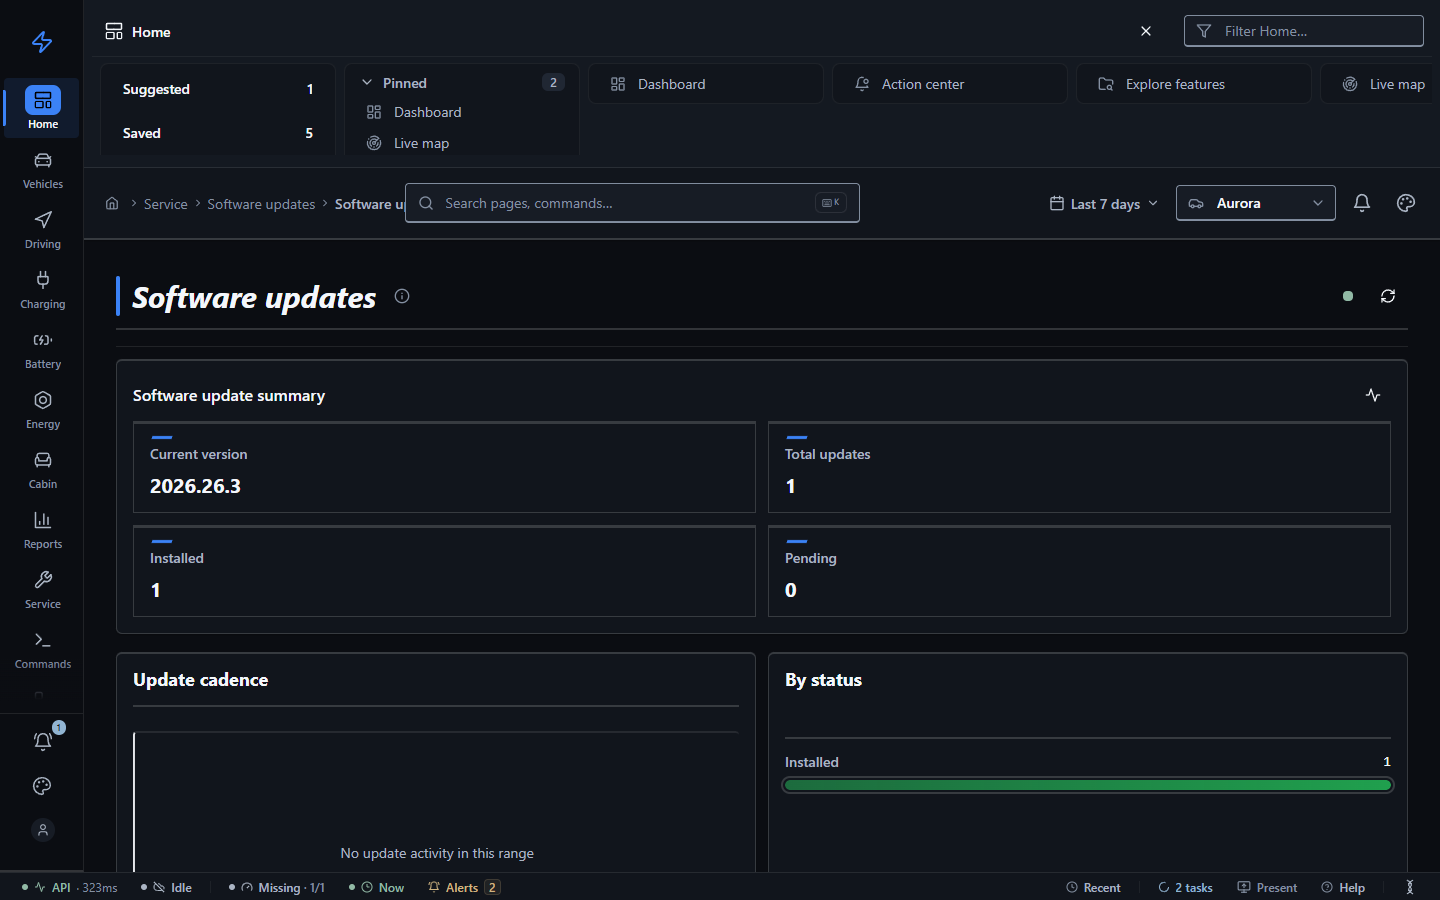 Home
Vehicles
Driving
Charging
Battery
Energy
Cabin
Reports
Service
Commands
1
Home
Filter Home...
Suggested 1
Saved 5
Pinned 2
Dashboard
Live map
Dashboard
Action center
Explore features
Live map
Service
Software updates
Software up
Search pages, commands...
K
Last 7 days
Aurora
Software updates
Software update summary
Current version
2026.26.3
Total updates
1
Installed
1
Pending
0
Update cadence
No update activity in this range
By status
Installed 1
API · 323ms
Idle
Missing · 1/1
Now
Alerts 2
Recent
2 tasks
Present
Help